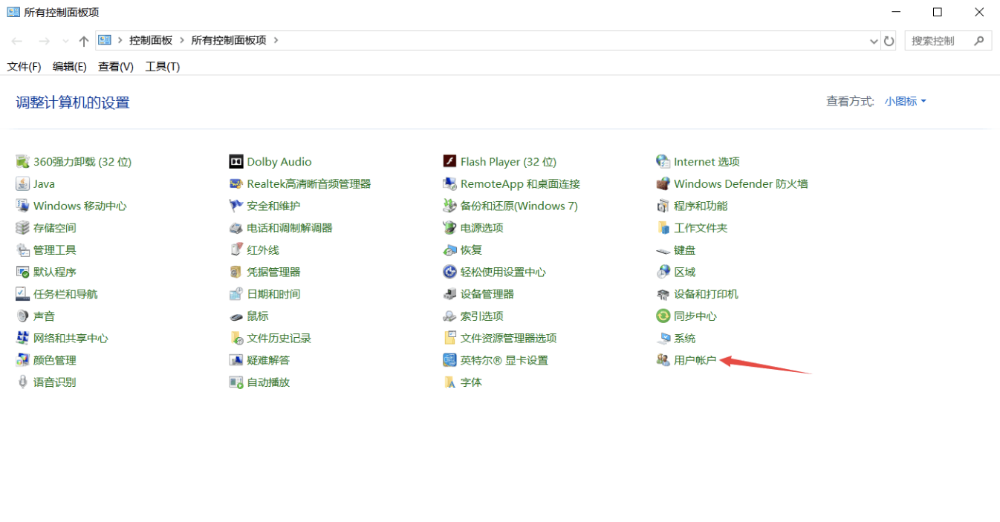 所有控制面板项
控制面板 所有控制面板项
搜索控制
文件(F) 编辑(E) 查看(V) 工具(T)
调整计算机的设置
查看方式: 小图标
360强力卸载 (32 位) Dolby Audio Flash Player (32 位) Internet 选项
Java Realtek高清晰音频管理器 RemoteApp 和桌面连接 Windows Defender 防火墙
Windows 移动中心 安全和维护 备份和还原(Windows 7) 程序和功能
存储空间 电话和调制解调器 电源选项 工作文件夹
管理工具 红外线 恢复 键盘
默认程序 凭据管理器 轻松使用设置中心 区域
任务栏和导航 日期和时间 设备管理器 设备和打印机
声音 鼠标 索引选项 同步中心
网络和共享中心 文件历史记录 文件资源管理器选项 系统
颜色管理 疑难解答 英特尔® 显卡设置 用户帐户
语音识别 自动播放 字体